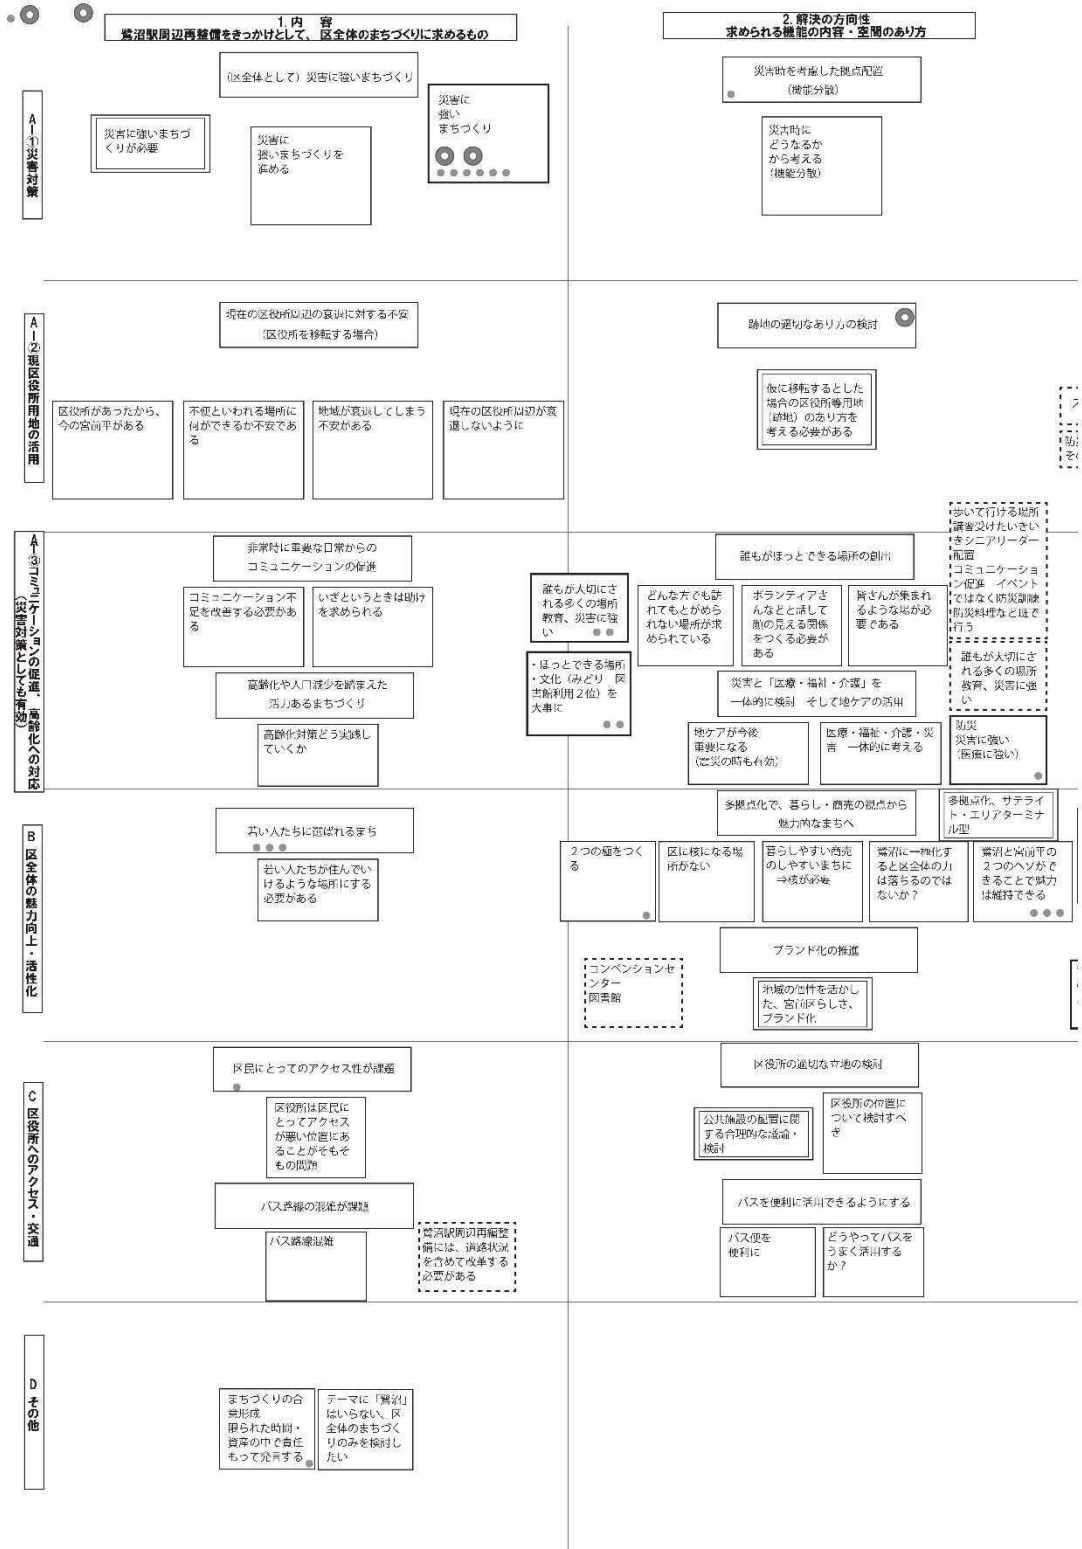 1. 内 容
鷺沼駅周辺再整備をきっかけとして、区全体のまちづくりに求めるもの
2. 解決の方向性
求められる機能の内容・空間のあり方
A-①災害対策
(区全体として)災害に強いまちづくり
災害に強いまちづ
くりが必要
災害に
強いまちづくりを
進める
災害に
強い
まちづくり
災害時を考慮した拠点配置
(機能分散)
災害時に
どうなるか
から考える
(機能分散)
A-②現区役所用地の活用
現在の区役所周辺の衰退に対する不安
(区役所を移転する場合)
区役所があったから、
今の宮前平がある
不便といわれる場所に
何ができるか不安であ
る
地域が衰退してしまう
不安がある
現在の区役所周辺が衰
退しないように
跡地の適切なあり方の検討
仮に移転するとした
場合の区役所等用地
(跡地)のあり方を
考える必要がある
A-③コミュニケーションの促進、高齢化への対応
(災害対策としても有効)
非常時に重要な日常からの
コミュニケーションの促進
コミュニケーション不
足を改善する必要があ
る
いざというときは助け
を求められる
高齢化や人口減少を踏まえた
活力あるまちづくり
高齢化対策どう実践し
ていくか
誰もが大切にさ
れる多くの場所
教育、災害に強
い
・ほっとできる場所
・文化(みどり 図
書館利用2位)を
大事に
誰もがほっとできる場所の創出
どんな方でも訪
れてもとがめら
れない場所が求
められている
ボランティアさ
んなどと話して
顔の見える関係
をつくる必要が
ある
皆さんが集まれ
るような場が必
要である
歩いて行ける場所
講習受けたいきい
きシニアリーダー
配置
コミュニケーショ
ン促進 イベント
ではなく防災訓練
防災料理など班で
行う
誰もが大切にさ
れる多くの場所
教育、災害に強
い
災害と「医療・福祉・介護」を
一体的に検討 そして地ケアの活用
地ケアが今後
重要になる
(震災の時も有効)
医療・福祉・介護・災
害 一体的に考える
防災
災害に強い
(医療に強い)
B 区全体の魅力向上・活性化
若い人たちに選ばれるまち
若い人たちが住んでい
けるような場所にする
必要がある
多拠点化で、暮らし・商売の視点から
魅力的なまちへ
多拠点化、サテライ
ト・エリアターミナ
ル型
2つの極をつく
る
区に核になる場
所がない
暮らしやすい商売
のしやすいまちに
⇒核が必要
鷺沼に一極化す
ると区全体の力
は落ちるのでは
ないか?
鷺沼と宮前平の
2つのヘソがで
きることで魅力
は維持できる
ブランド化の推進
コンベンションセ
ンター
図書館
地域の個性を活かし
た、宮前区らしさ、
ブランド化
C 区役所へのアクセス・交通
区民にとってのアクセス性が課題
区役所は区民に
とってアクセス
が悪い位置にあ
ることがそもそ
もの問題
バス路線の混雑が課題
バス路線混雑
鷺沼駅周辺再編整
備には、道路状況
を含めて改革する
必要がある
区役所の適切な立地の検討
公共施設の配置に関
する合理的な議論・
検討
区役所の位置に
ついて検討すべ
き
バスを便利に活用できるようにする
バス便を
便利に
どうやってバスを
うまく活用する
か?
D その他
まちづくりの合
意形成
限られた時間・
資産の中で責任
もって発言する
テーマに「鷺沼」
はいらない、区
全体のまちづく
りのみを検討し
たい